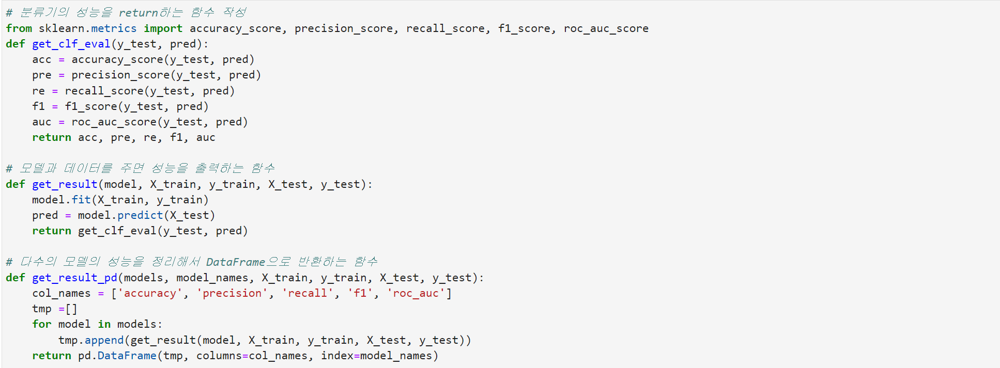 # 분류기의 성능을 return하는 함수 작성
from sklearn.metrics import accuracy_score, precision_score, recall_score, f1_score, roc_auc_score
def get_clf_eval(y_test, pred):
    acc = accuracy_score(y_test, pred)
    pre = precision_score(y_test, pred)
    re = recall_score(y_test, pred)
    f1 = f1_score(y_test, pred)
    auc = roc_auc_score(y_test, pred)
    return acc, pre, re, f1, auc

# 모델과 데이터를 주면 성능을 출력하는 함수
def get_result(model, X_train, y_train, X_test, y_test):
    model.fit(X_train, y_train)
    pred = model.predict(X_test)
    return get_clf_eval(y_test, pred)

# 다수의 모델의 성능을 정리해서 DataFrame으로 반환하는 함수
def get_result_pd(models, model_names, X_train, y_train, X_test, y_test):
    col_names = ['accuracy', 'precision', 'recall', 'f1', 'roc_auc']
    tmp =[]
    for model in models:
        tmp.append(get_result(model, X_train, y_train, X_test, y_test))
    return pd.DataFrame(tmp, columns=col_names, index=model_names)